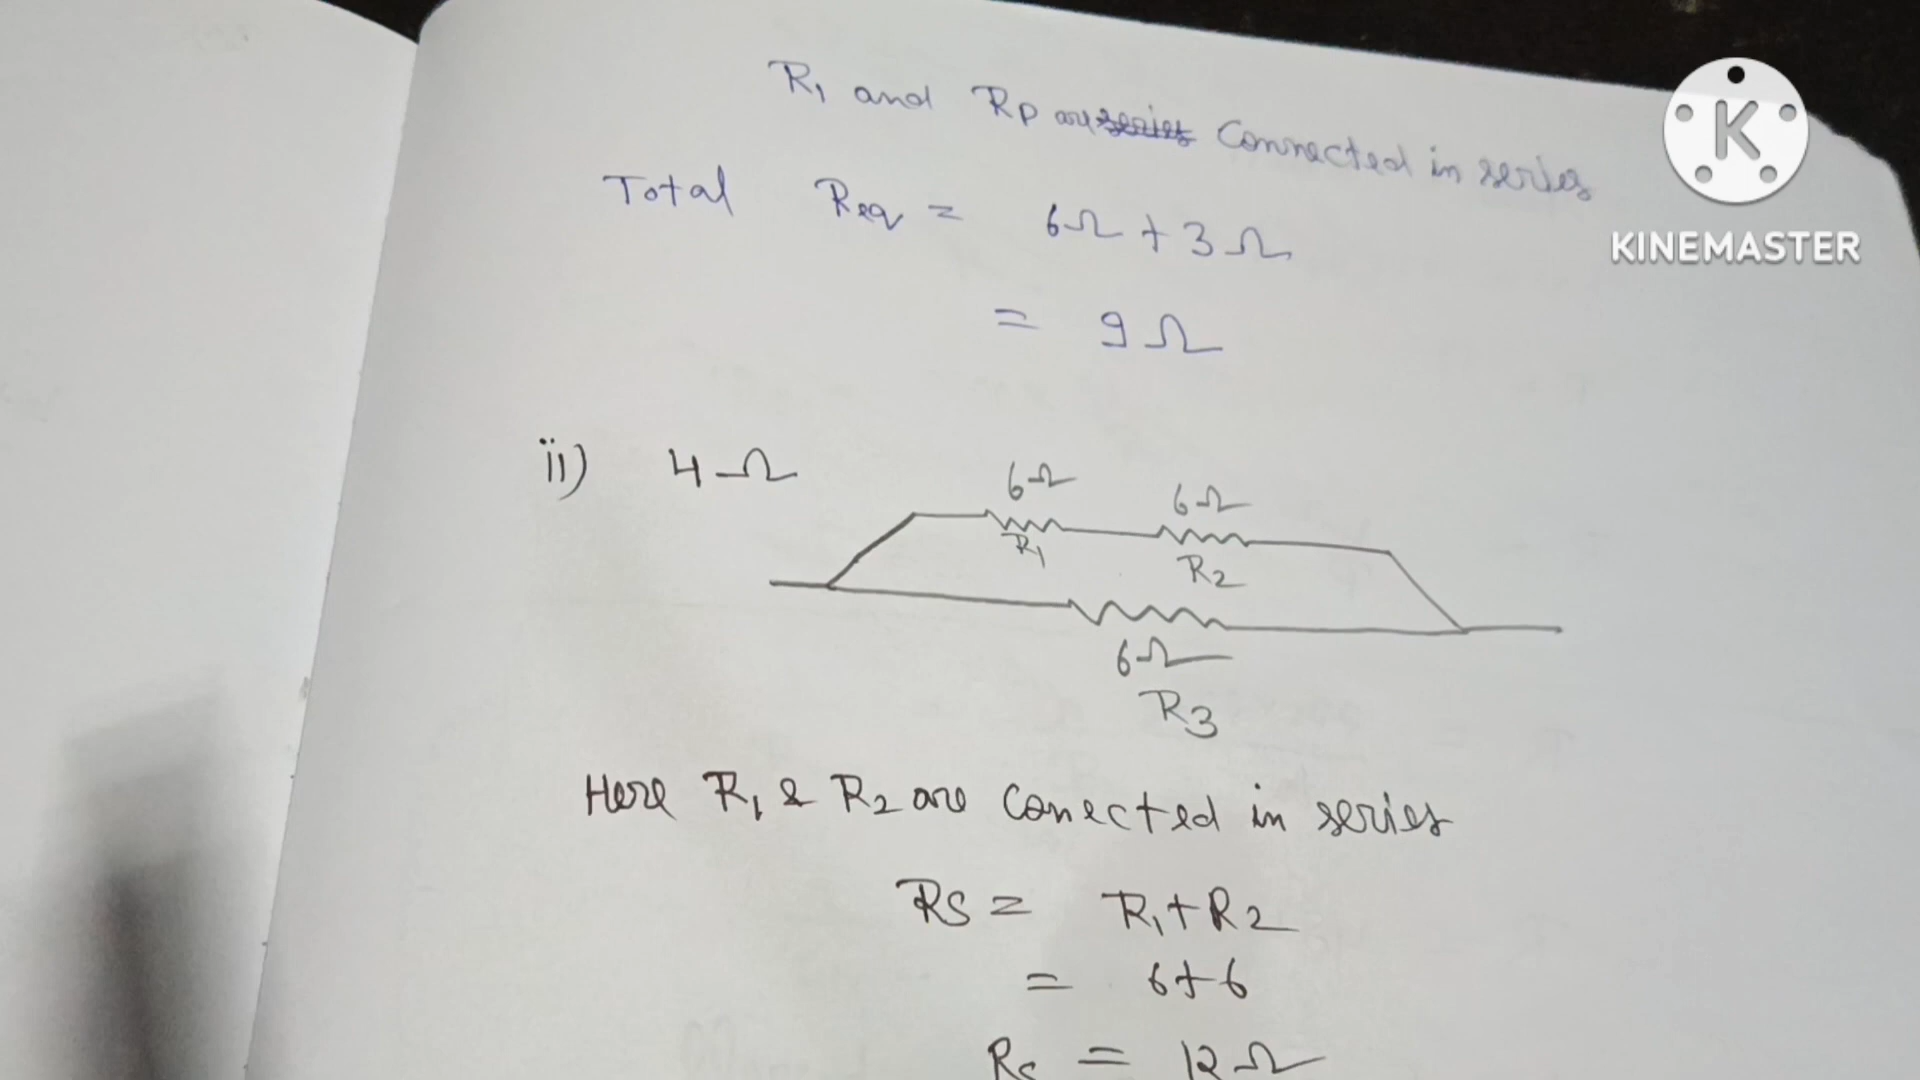 R₁ and Rp are series Connected in series
K
KINEMASTER
Total Req = 6Ω + 3Ω
= 9Ω
ii) 4Ω
6Ω 6Ω
R₁ R₂
6Ω
R₃
Here R₁ & R₂ are conected in series
RS = R₁+R₂
= 6+6
Rs = 12Ω